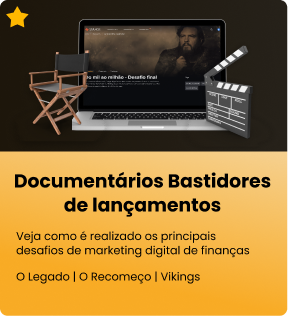 mil ao milhão - Desafio final
Documentários Bastidores
de lançamentos
Veja como é realizado os principais
desafios de marketing digital de finanças
O Legado | O Recomeço | Vikings